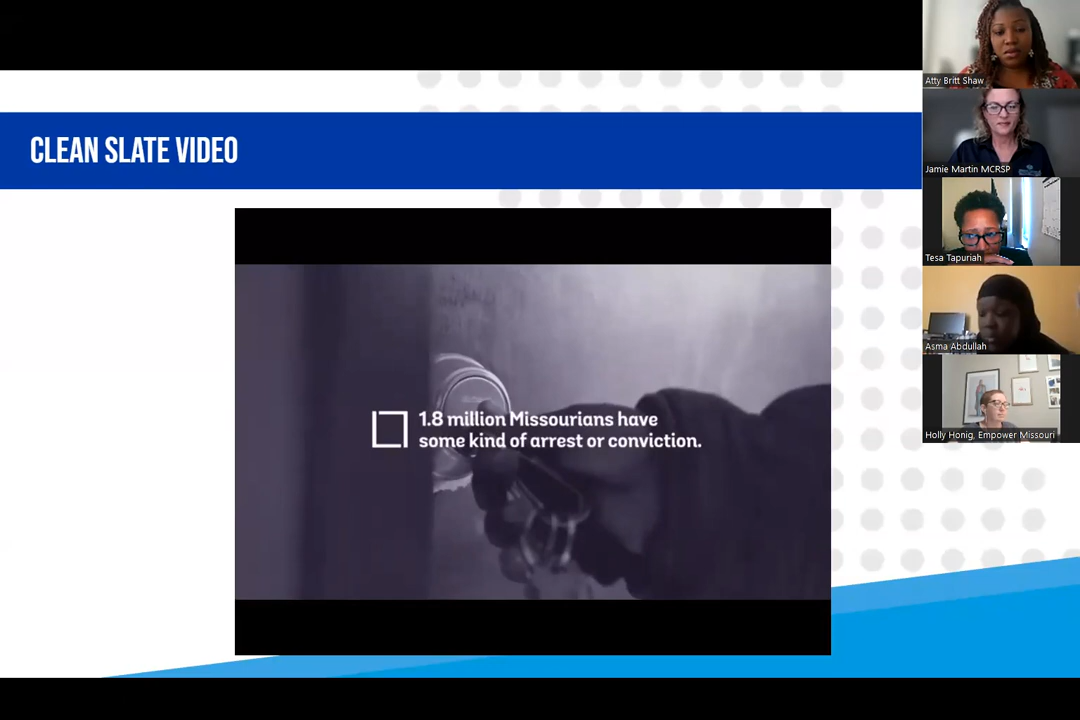 CLEAN SLATE VIDEO
1.8 million Missourians have
some kind of arrest or conviction.
Atty Britt Shaw
Jamie Martin MCRSP
Tesa Tapuriah
Asma Abdullah
Holly Honig, Empower Missouri